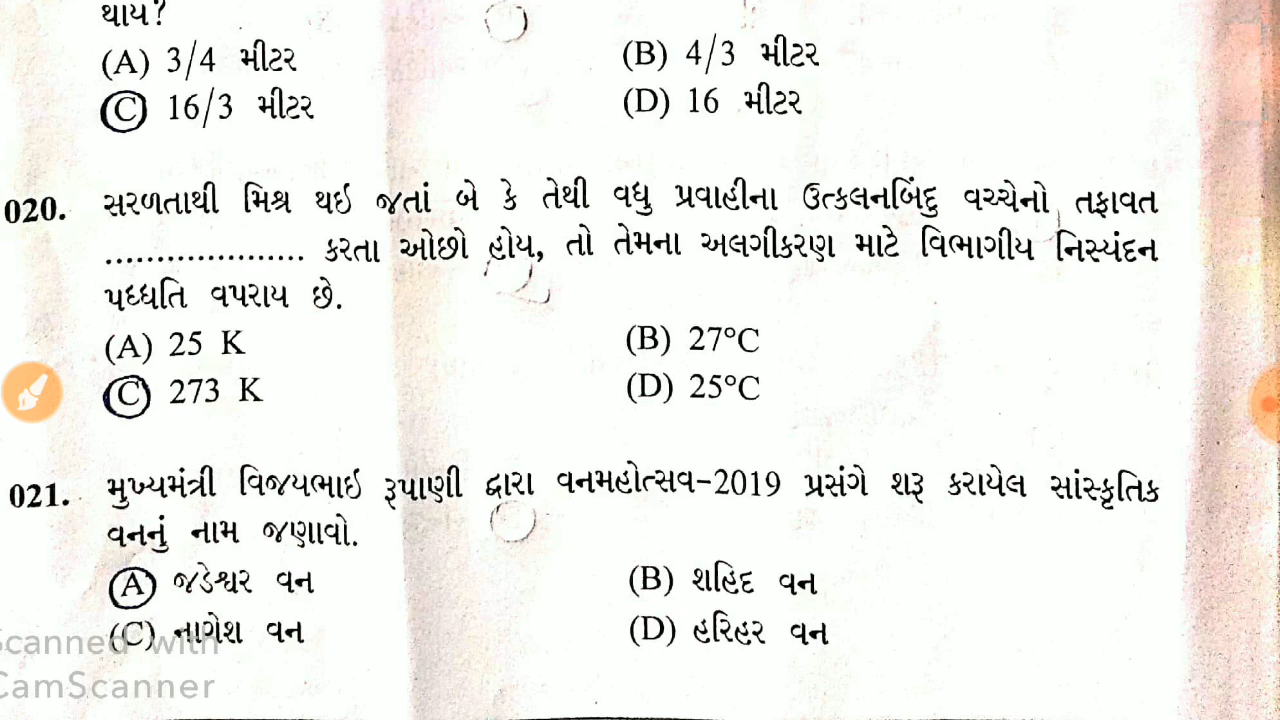 થાય?
(A) 3/4 મીટર (B) 4/3 મીટર
(C) 16/3 મીટર (D) 16 મીટર
020. સરળતાથી મિશ્ર થઇ જતાં બે કે તેથી વધુ પ્રવાહીના ઉત્કલનબિંદુ વચ્ચેનો તફાવત
.................... કરતા ઓછો હોય, તો તેમના અલગીકરણ માટે વિભાગીય નિસ્યંદન
પધ્ધતિ વપરાય છે.
(A) 25 K (B) 27°C
(C) 273 K (D) 25°C
021. મુખ્યમંત્રી વિજયભાઇ રૂપાણી દ્વારા વનમહોત્સવ-2019 પ્રસંગે શરૂ કરાયેલ સાંસ્કૃતિક
વનનું નામ જણાવો.
(A) જડેશ્વર વન (B) શહિદ વન
(C) નાગેશ વન (D) હરિહર વન
Scanned with
CamScanner